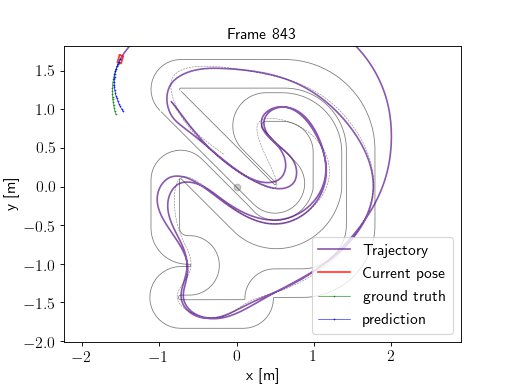 Frame 843
y [m]
1.5
1.0
0.5
0.0
−0.5
−1.0
−1.5
−2.0
−2 −1 0 1 2
x [m]
Trajectory
Current pose
ground truth
prediction